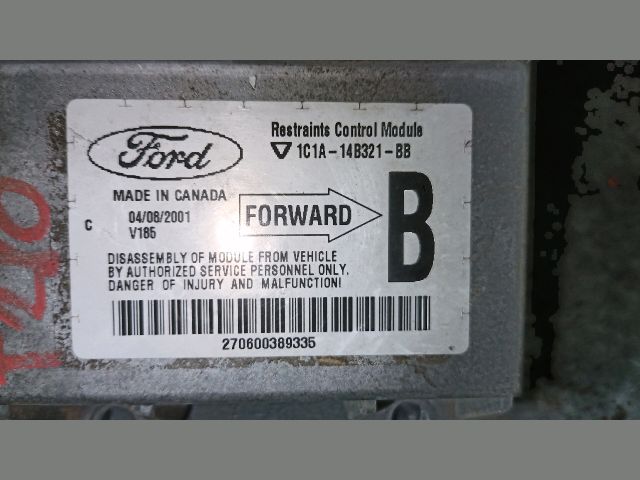 Ford
Restraints Control Module
1C1A-14B321-BB
MADE IN CANADA
C
04/08/2001
V185
FORWARD
B
DISASSEMBLY OF MODULE FROM VEHICLE
BY AUTHORIZED SERVICE PERSONNEL ONLY.
DANGER OF INJURY AND MALFUNCTION!
270600389335